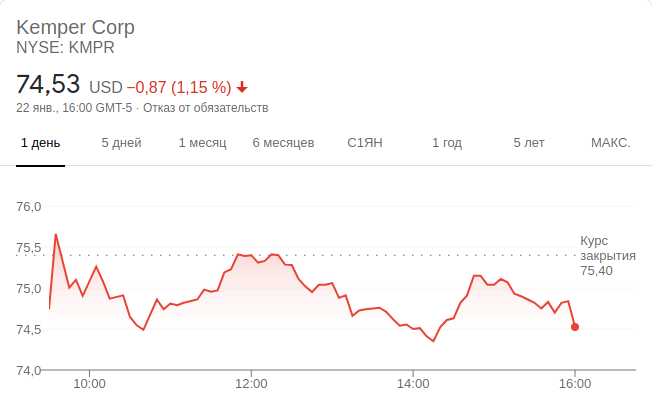 Kemper Corp
NYSE: KMPR
74,53 USD −0,87 (1,15 %)
22 янв., 16:00 GMT-5 · Отказ от обязательств
1 день 5 дней 1 месяц 6 месяцев С1ЯН 1 год 5 лет МАКС.
76,0
75,5
75,0
74,5
74,0
Курс
закрытия
75,40
10:00 12:00 14:00 16:00